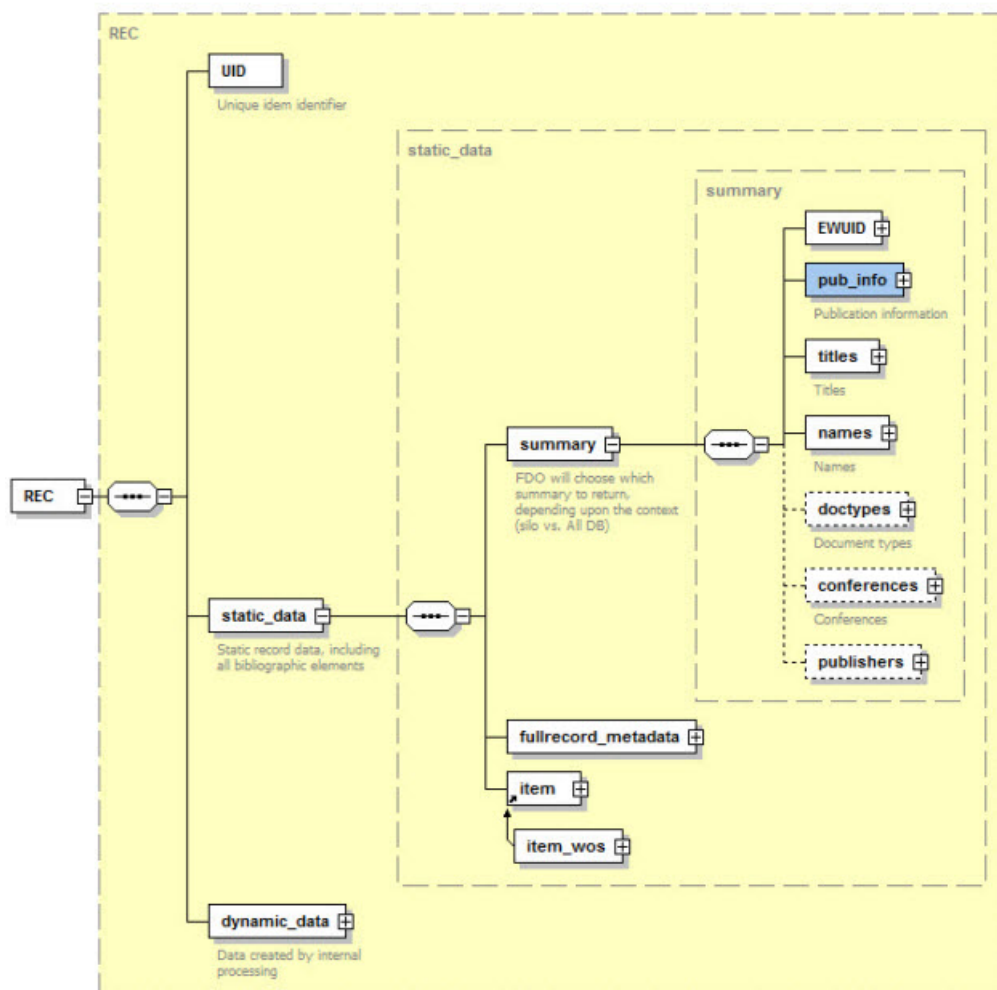 REC
UID
Unique idem identifier
static_data
summary
EWUID
pub_info
Publication information
titles
Titles
names
Names
summary
FDO will choose which
summary to return,
depending upon the context
(silo vs. All DB)
doctypes
Document types
conferences
Conferences
publishers
REC
static_data
Static record data, including
all bibliographic elements
fullrecord_metadata
item
item_wos
dynamic_data
Data created by internal
processing